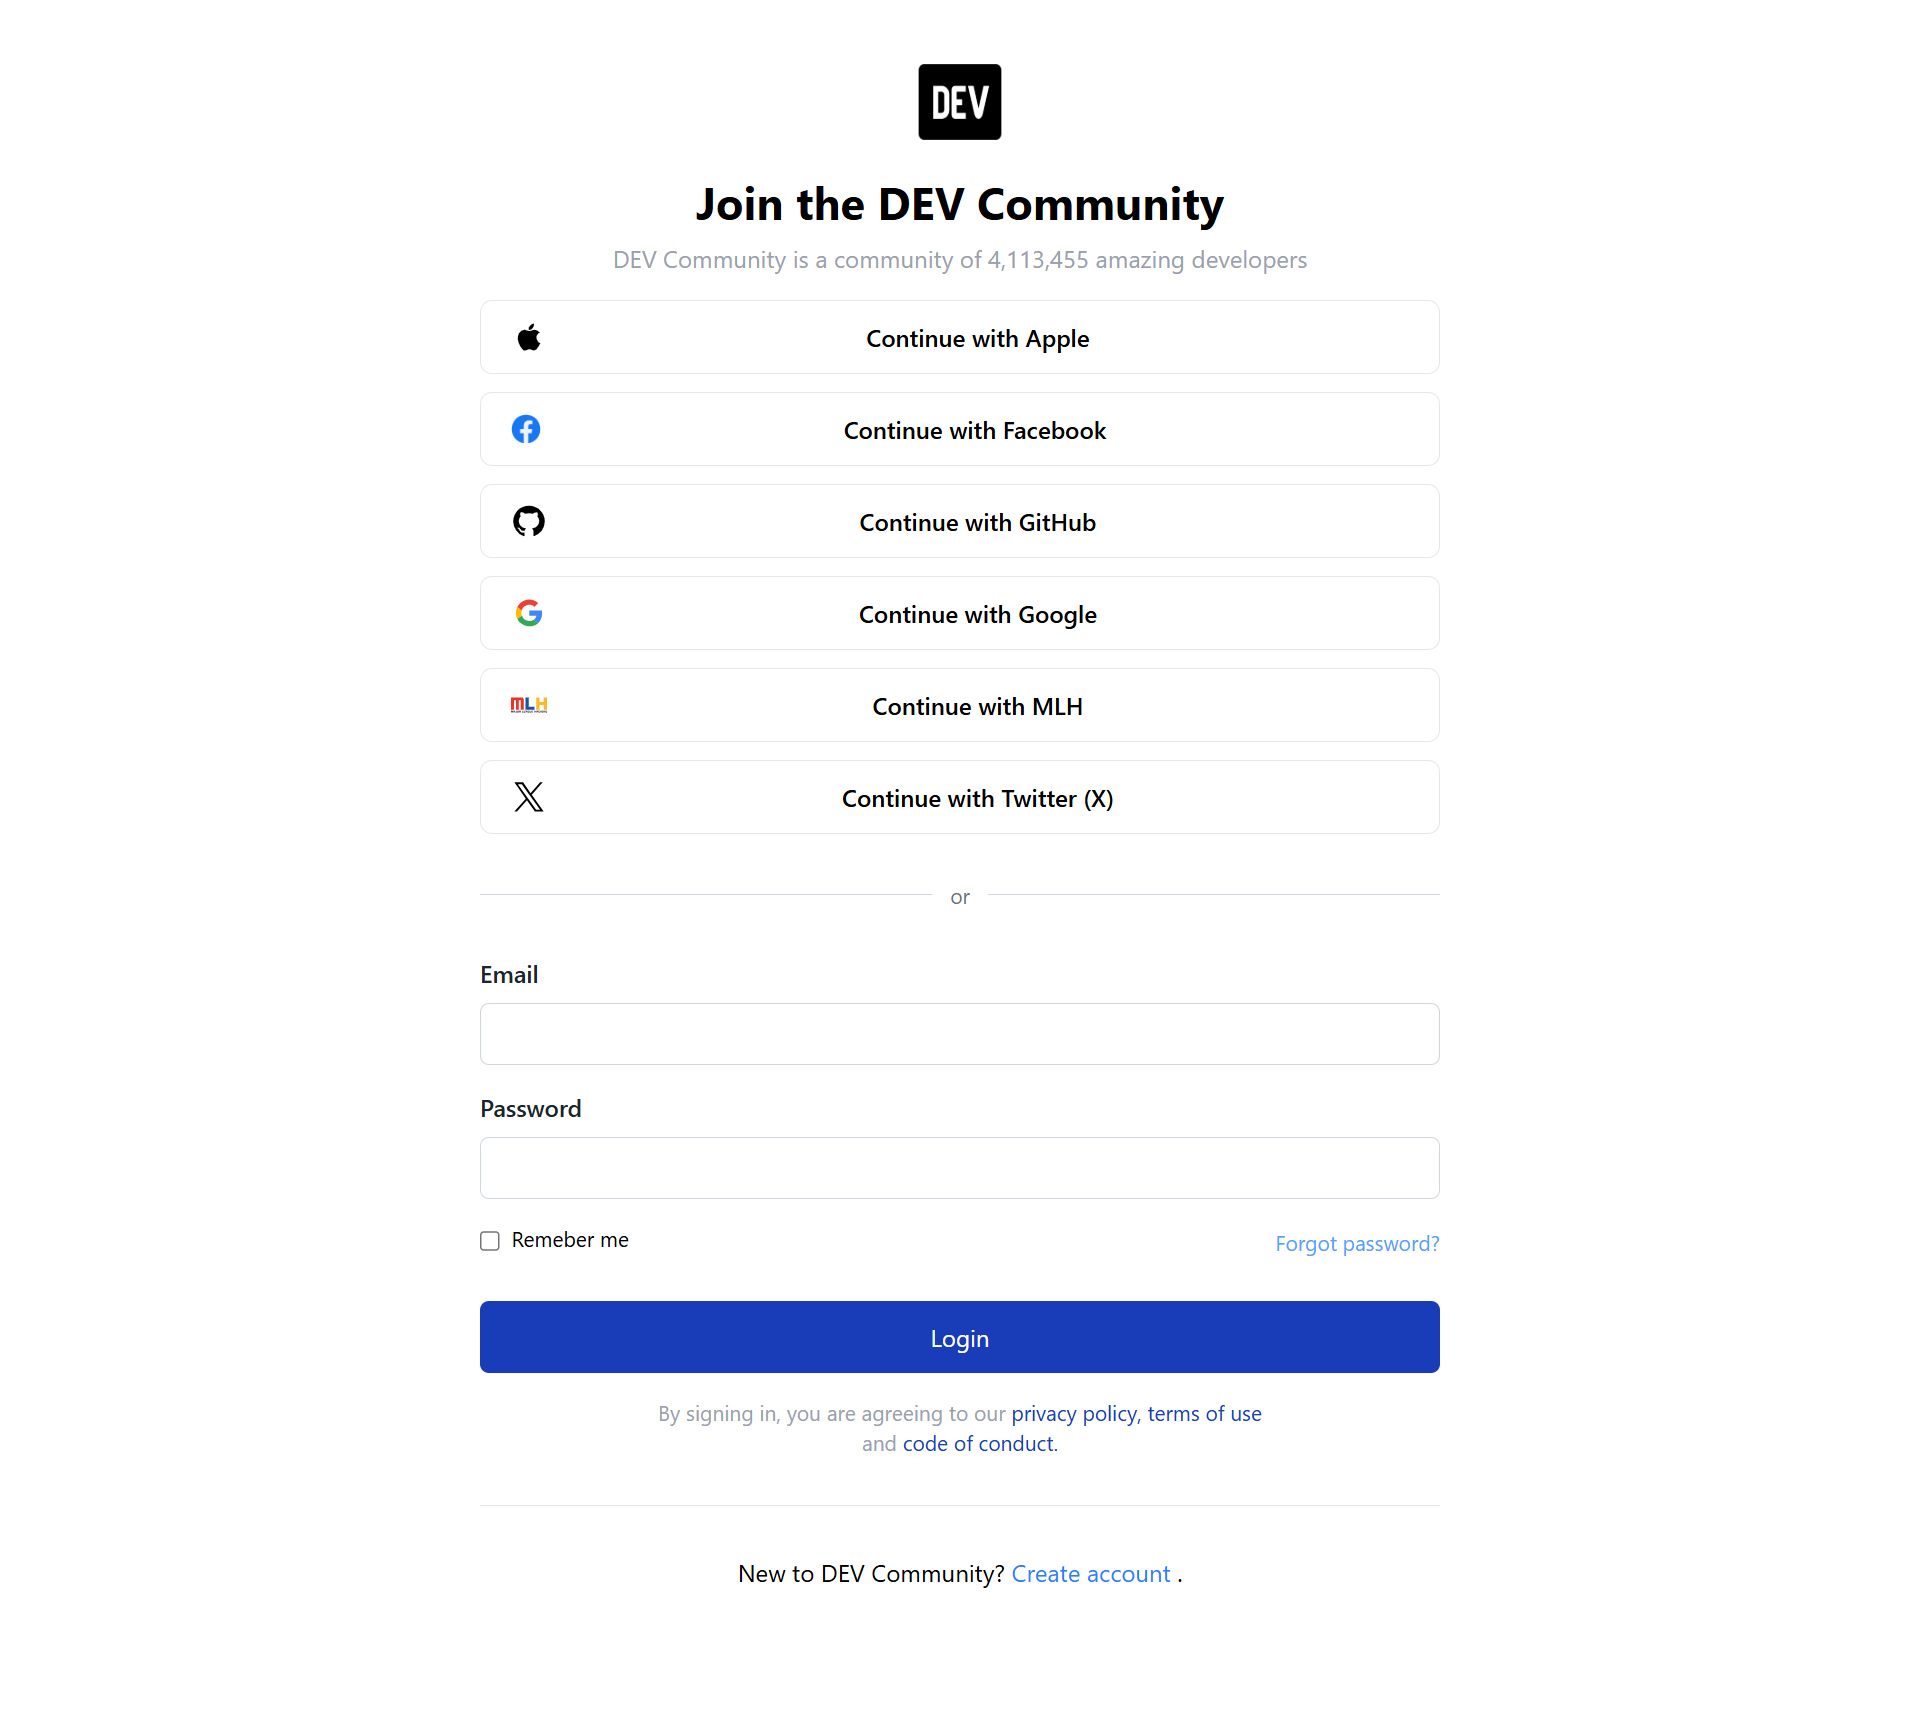 DEV
Join the DEV Community
DEV Community is a community of 4,113,455 amazing developers
Continue with Apple
Continue with Facebook
Continue with GitHub
Continue with Google
MLH
Continue with MLH
Continue with Twitter (X)
or
Email
Password
Remeber me
Forgot password?
Login
By signing in, you are agreeing to our privacy policy, terms of use
and code of conduct.
New to DEV Community? Create account .